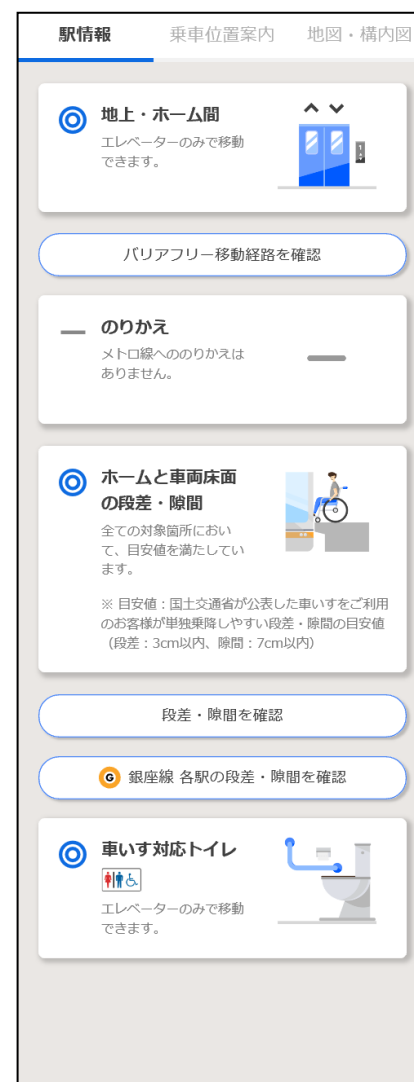 駅情報 乗車位置案内 地図・構内図
地上・ホーム間
エレベーターのみで移動
できます。
バリアフリー移動経路を確認
のりかえ
メトロ線へののりかえは
ありません。
ホームと車両床面
の段差・隙間
全ての対象箇所におい
て、目安値を満たしてい
ます。
※ 目安値：国土交通省が公表した車いすをご利用
のお客様が単独乗降しやすい段差・隙間の目安値
（段差：3cm以内、隙間：7cm以内）
段差・隙間を確認
G 銀座線 各駅の段差・隙間を確認
車いす対応トイレ
エレベーターのみで移動
できます。